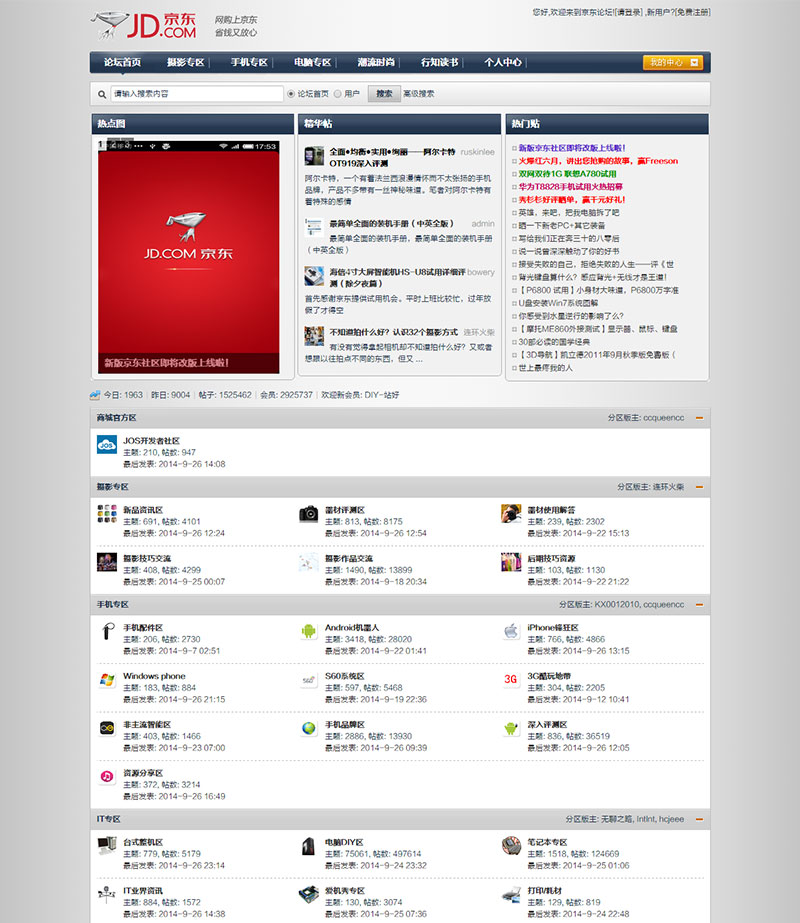 您好,欢迎来到京东论坛![请登录] ,新用户?[免费注册]
JD 京东
.COM
网购上京东
省钱又放心
论坛首页 摄影专区 手机专区 电脑专区 潮流时尚 行知读书 个人中心 我的中心
请输入搜索内容 论坛首页 用户 搜索 高级搜索
热点图
17:53
JD.COM 京东
新版京东社区即将改版上线啦!
精华帖
全面•均衡•实用•绚丽——阿尔卡特 ruskinlee
OT919深入评测
阿尔卡特,一个有着法兰西浪漫情怀而不太张扬的手机
品牌,产品不多带有一丝神秘味道。笔者对阿尔卡特有
着特殊的感情
最简单全面的装机手册(中英全版) admin
最简单全面的装机手册,最简单全面的装机手册
(中英全版)
海信4寸大屏智能机HS-U8试用详细评 bowery
测(除夕夜篇)
首先感谢京东提供试用机会。平时上班比较忙,过年放
假了才得空
不知道拍什么好?认识32个摄影方式 连环火柴
有没有觉得拿起相机却不知道拍什么好?又或者
想跟以往拍点不同的东西,但又 ...
热门贴
新版京东社区即将改版上线啦!
火爆红六月,讲出您抢购的故事,赢Freeson
双网双待1G 联想A780试用
华为T8828手机试用火热招募
秀衫衫好评晒单,赢千元好礼!
英雄,来吧,把我电脑拆了吧
晒一下新老PC+其它装备
写给我们正在奔三十的八零后
说一说曾深深触动了你的好书
接受失败的自己,拒绝失败的人生——评《世
背光键盘算什么?感应背光+无线才是王道!
【P6800 试用】小身材大味道,P6800万字准
U盘安装Win7系统图解
你感受到水星逆行的影响了么?
【摩托ME860外接测试】显示器、鼠标、键盘
30部必读的国学经典
【3D导航】凯立德2011年9月秋季版免费版(
世上最疼我的人
今日: 1963 | 昨日: 9004 | 帖子: 1525462 | 会员: 2925737 | 欢迎新会员: DIY-站好
商城官方区 分区版主: ccqueencc
JOS开发者社区
主题: 210, 帖数: 947
最后发表: 2014-9-26 14:08
摄影专区 分区版主: 连环火柴
新品资讯区
主题: 691, 帖数: 4101
最后发表: 2014-9-26 12:24
器材评测区
主题: 813, 帖数: 8175
最后发表: 2014-9-26 12:54
器材使用解答
主题: 239, 帖数: 2302
最后发表: 2014-9-22 15:13
摄影技巧交流
主题: 408, 帖数: 4299
最后发表: 2014-9-25 00:07
摄影作品交流
主题: 1490, 帖数: 13899
最后发表: 2014-9-18 20:34
后期技巧资源
主题: 103, 帖数: 1130
最后发表: 2014-9-22 21:22
手机专区 分区版主: KX0012010, ccqueencc
手机配件区
主题: 206, 帖数: 2730
最后发表: 2014-9-7 02:51
Android机器人
主题: 3418, 帖数: 28020
最后发表: 2014-9-22 01:41
iPhone疯狂区
主题: 766, 帖数: 4866
最后发表: 2014-9-26 13:15
Windows phone
主题: 183, 帖数: 884
最后发表: 2014-9-26 21:15
S60系统区
主题: 597, 帖数: 5468
最后发表: 2014-9-19 22:36
3G
3G酷玩地带
主题: 304, 帖数: 2205
最后发表: 2014-9-12 10:41
非主流智能区
主题: 403, 帖数: 1466
最后发表: 2014-9-23 07:00
手机品牌区
主题: 2886, 帖数: 13930
最后发表: 2014-9-26 09:39
深入评测区
主题: 836, 帖数: 36519
最后发表: 2014-9-26 12:05
资源分享区
主题: 372, 帖数: 3214
最后发表: 2014-9-26 16:49
IT专区 分区版主: 无聊之路, IntInt, hcjeee
台式整机区
主题: 779, 帖数: 5179
最后发表: 2014-9-26 23:14
电脑DIY区
主题: 75061, 帖数: 497614
最后发表: 2014-9-24 23:32
笔记本专区
主题: 1518, 帖数: 124669
最后发表: 2014-9-25 01:06
IT业界资讯
主题: 884, 帖数: 1572
最后发表: 2014-9-26 14:38
爱机秀专区
主题: 130, 帖数: 3074
最后发表: 2014-9-25 07:36
打印/耗材
主题: 129, 帖数: 819
最后发表: 2014-9-24 22:48